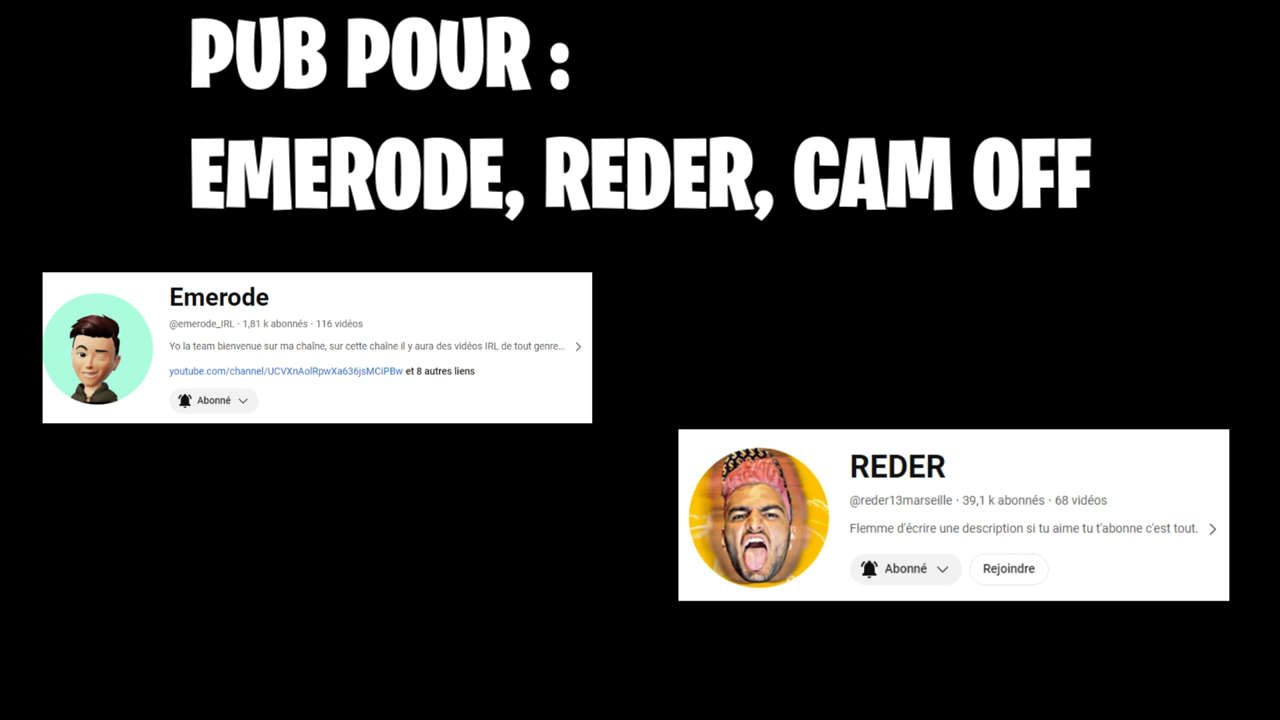 PUB POUR :
EMERODE, REDER, CAM OFF
Emerode
@emerode_IRL · 1,81 k abonnés · 116 vidéos
Yo la team bienvenue sur ma chaîne, sur cette chaîne il y aura des vidéos IRL de tout genre...
youtube.com/channel/UCVXnAolRpwXa636jsMCiPBw et 8 autres liens
Abonné
REDER
@reder13marseille · 39,1 k abonnés · 68 vidéos
Flemme d'écrire une description si tu aime tu t'abonne c'est tout.
Abonné
Rejoindre